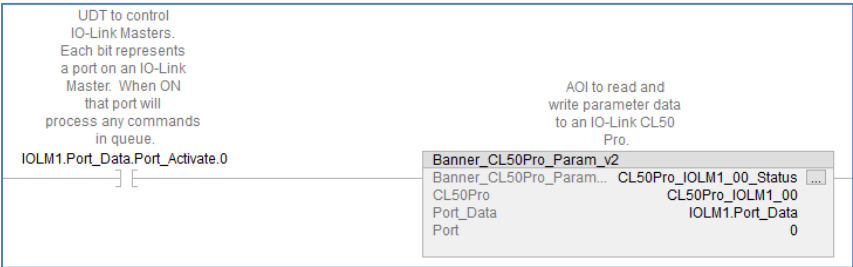 UDT to control
IO-Link Masters.
Each bit represents
a port on an IO-Link
Master.  When ON
that port will
process any commands
in queue.
IOLM1.Port_Data.Port_Activate.0
AOI to read and
write parameter data
to an IO-Link CL50
Pro.
Banner_CL50Pro_Param_v2
Banner_CL50Pro_Param... CL50Pro_IOLM1_00_Status ...
CL50Pro CL50Pro_IOLM1_00
Port_Data IOLM1.Port_Data
Port 0